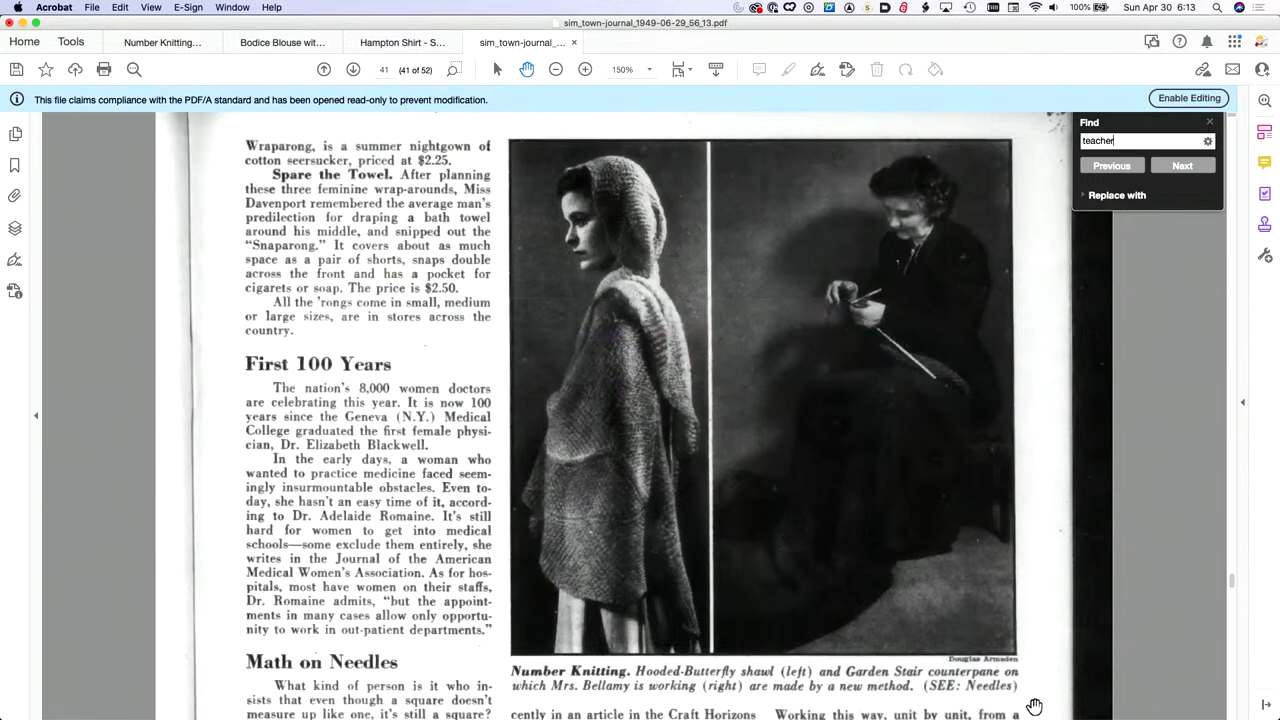 Acrobat File Edit View E-Sign Window Help
100% Sun Apr 30 6:13
sim_town-journal_1949-06-29_56_13.pdf
Home Tools Number Knitting... Bodice Blouse wit... Hampton Shirt - S... sim_town-journal_... ×
41 (41 of 52) 150%
This file claims compliance with the PDF/A standard and has been opened read-only to prevent modification.
Enable Editing
Find
teacher
Previous Next
Replace with
Wraparong, is a summer nightgown of
cotton seersucker, priced at $2.25.
Spare the Towel. After planning
these three feminine wrap-arounds, Miss
Davenport remembered the average man's
predilection for draping a bath towel
around his middle, and snipped out the
"Snaparong." It covers about as much
space as a pair of shorts, snaps double
across the front and has a pocket for
cigarets or soap. The price is $2.50.
All the 'rongs come in small, medium
or large sizes, are in stores across the
country.
First 100 Years
The nation's 8,000 women doctors
are celebrating this year. It is now 100
years since the Geneva (N.Y.) Medical
College graduated the first female physi-
cian, Dr. Elizabeth Blackwell.
In the early days, a woman who
wanted to practice medicine faced seem-
ingly insurmountable obstacles. Even to-
day, she hasn't an easy time of it, accord-
ing to Dr. Adelaide Romaine. It's still
hard for women to get into medical
schools—some exclude them entirely, she
writes in the Journal of the American
Medical Women's Association. As for hos-
pitals, most have women on their staffs,
Dr. Romaine admits, "but the appoint-
ments in many cases allow only opportu-
nity to work in out-patient departments."
Math on Needles
What kind of person is it who in-
sists that even though a square doesn't
measure up like one, it's still a square?
Douglas Armsden
Number Knitting. Hooded-Butterfly shawl (left) and Garden Stair counterpane on
which Mrs. Bellamy is working (right) are made by a new method. (SEE: Needles)
cently in an article in the Craft Horizons
Working this way, unit by unit, from a